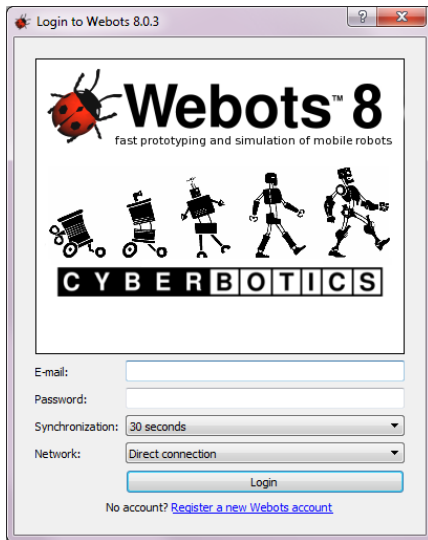 Login to Webots 8.0.3
Webots™ 8
fast prototyping and simulation of mobile robots
CYBERBOTICS
E-mail:
Password:
Synchronization: 30 seconds
Network: Direct connection
Login
No account? Register a new Webots account